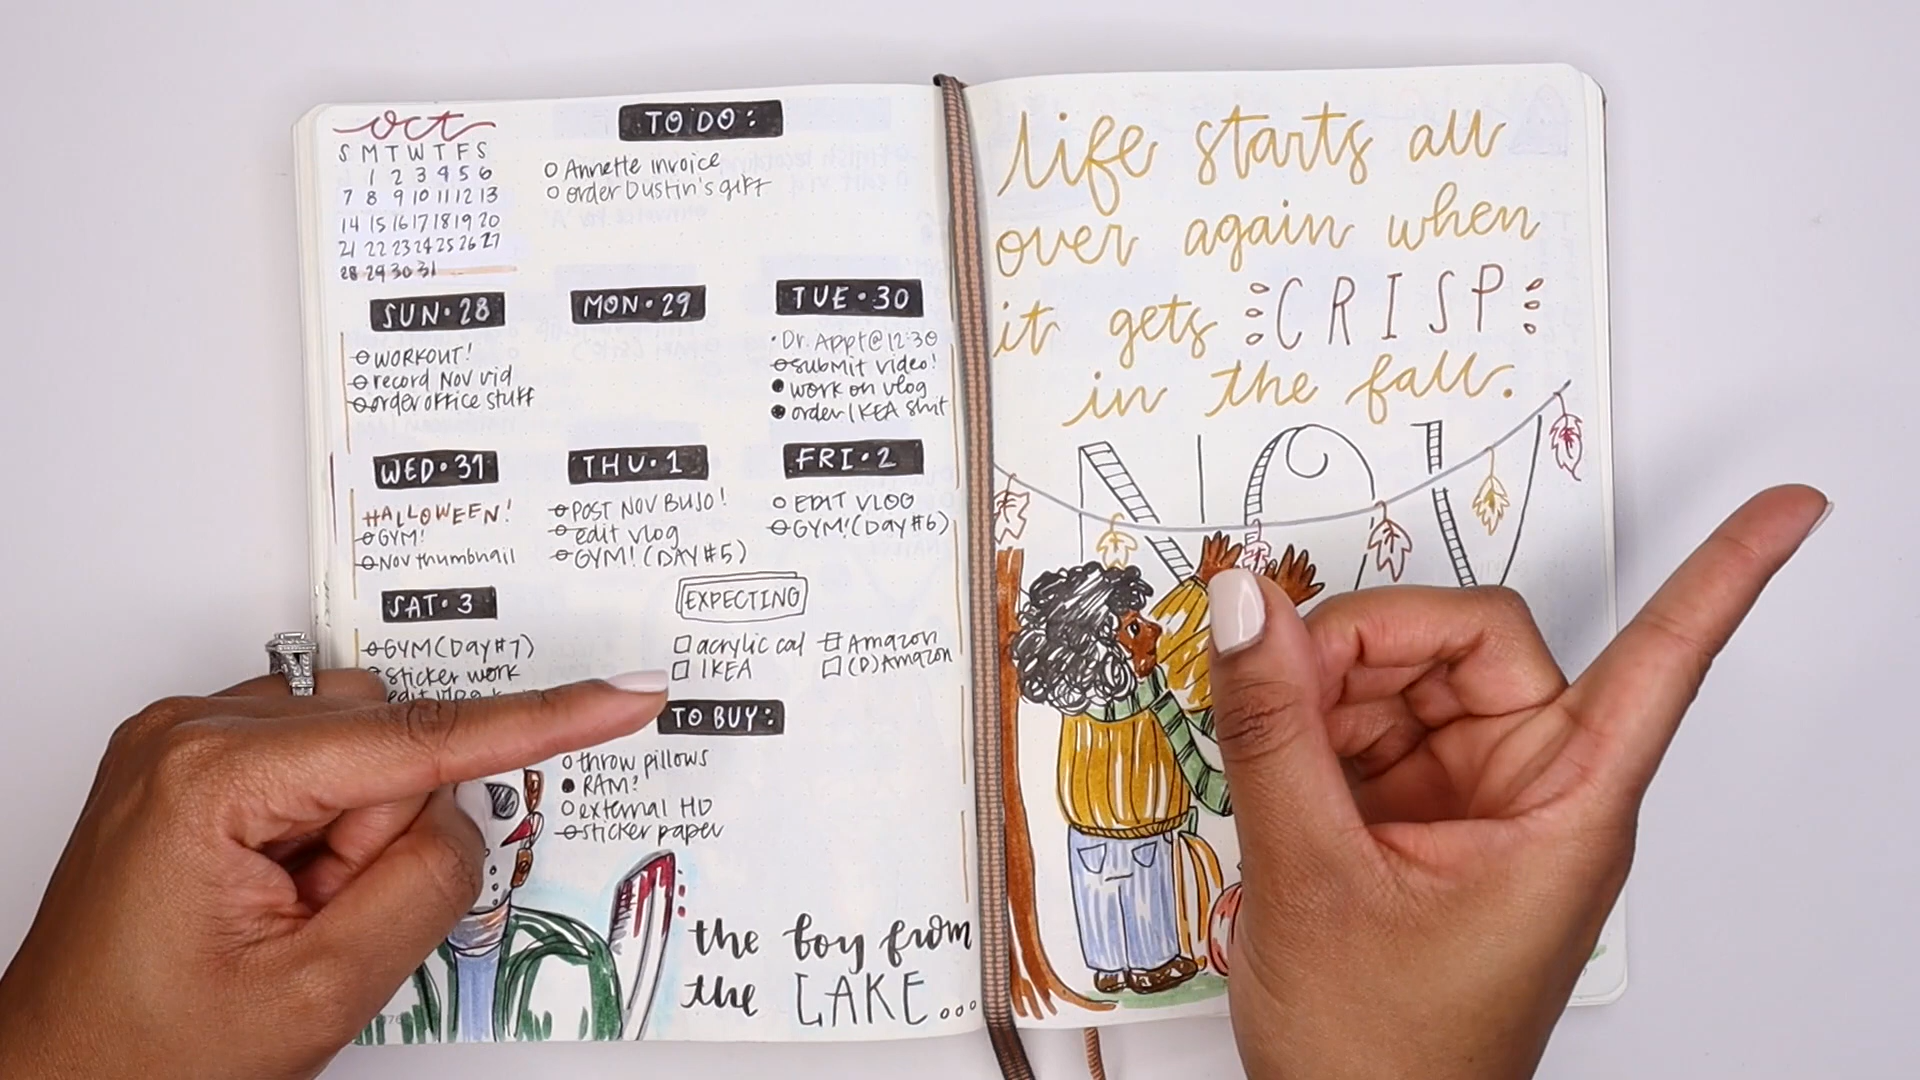 oct
S M T W T F S
1 2 3 4 5 6
7 8 9 10 11 12 13
14 15 16 17 18 19 20
21 22 23 24 25 26 27
28 29 30 31
TO DO:
Annette invoice
order Dustin's gift
SUN•28
WORKOUT!
record Nov vid
order office stuff
MON•29
TUE•30
Dr. Appt@12:30
submit video!
work on vlog
order IKEA shit
WED•31
HALLOWEEN!
GYM!
Nov thumbnail
THU•1
POST NOV BUJO!
edit vlog
GYM! (DAY#5)
FRI•2
EDIT VLOG
GYM! (DAY #6)
SAT•3
GYM (Day#7)
sticker work
edit vlog
EXPECTING
acrylic cal
IKEA
Amazon
(D) Amazon
TO BUY:
throw pillows
RAM?
external HD
sticker paper
the boy from
the LAKE...
life starts all
over again when
it gets CRISP
in the fall.